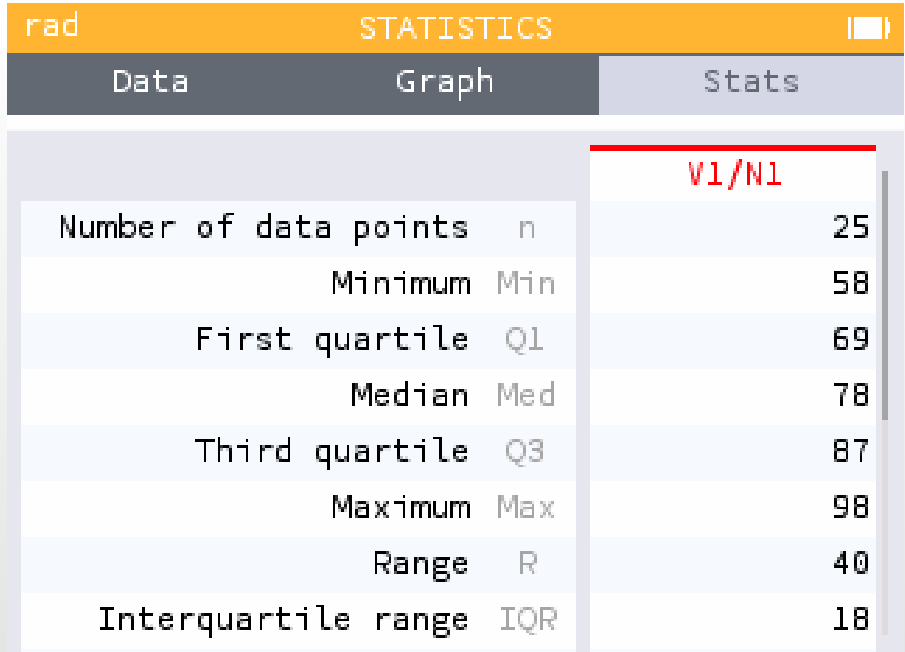 rad STATISTICS
Data Graph Stats
V1/N1
Number of data points n 25
Minimum Min 58
First quartile Q1 69
Median Med 78
Third quartile Q3 87
Maximum Max 98
Range R 40
Interquartile range IQR 18